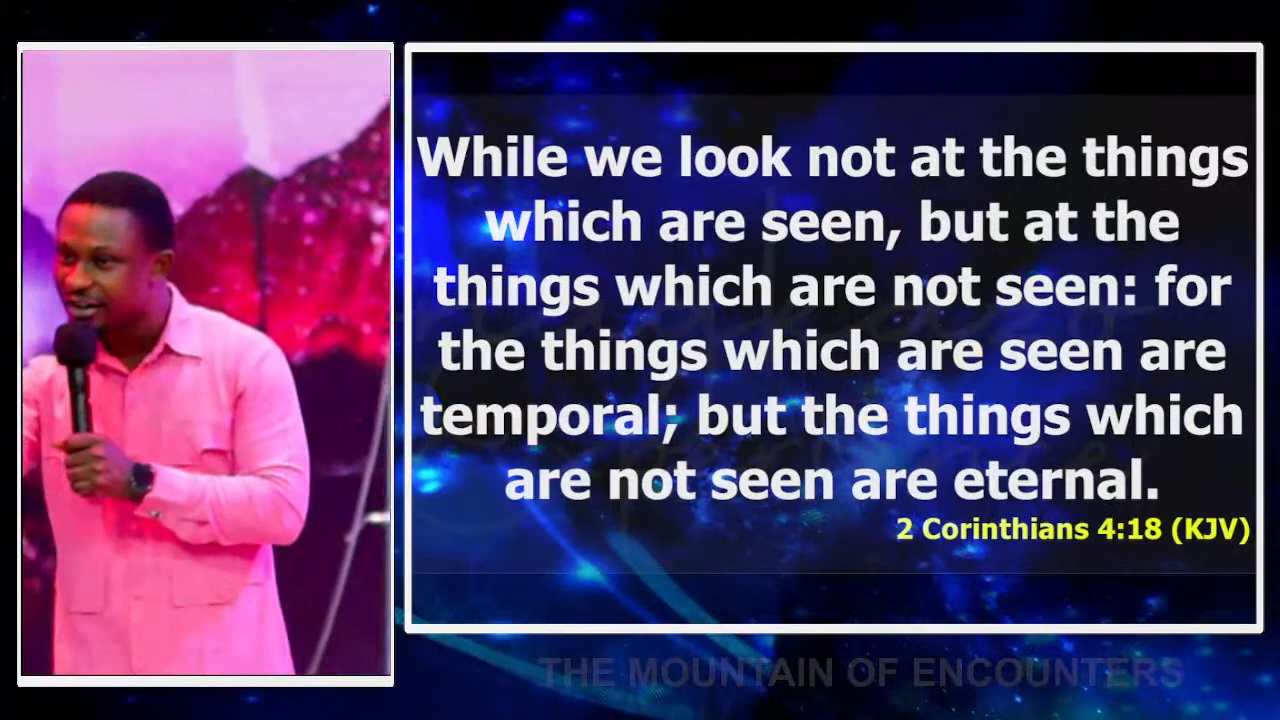 While we look not at the things
which are seen, but at the
things which are not seen: for
the things which are seen are
temporal; but the things which
are not seen are eternal.
2 Corinthians 4:18 (KJV)
THE MOUNTAIN OF ENCOUNTERS